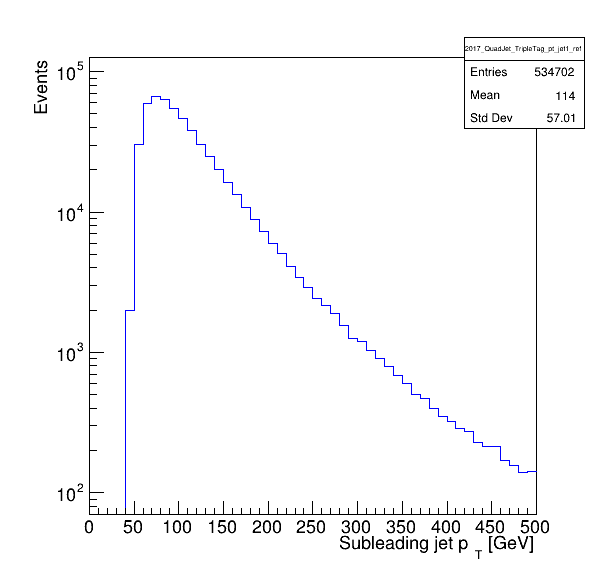 2017_QuadJet_TripleTag_pt_jet1_ref
Entries 534702
Mean 114
Std Dev 57.01
Events
10^5
10^4
10^3
10^2
0 50 100 150 200 250 300 350 400 450 500
Subleading jet p_T [GeV]